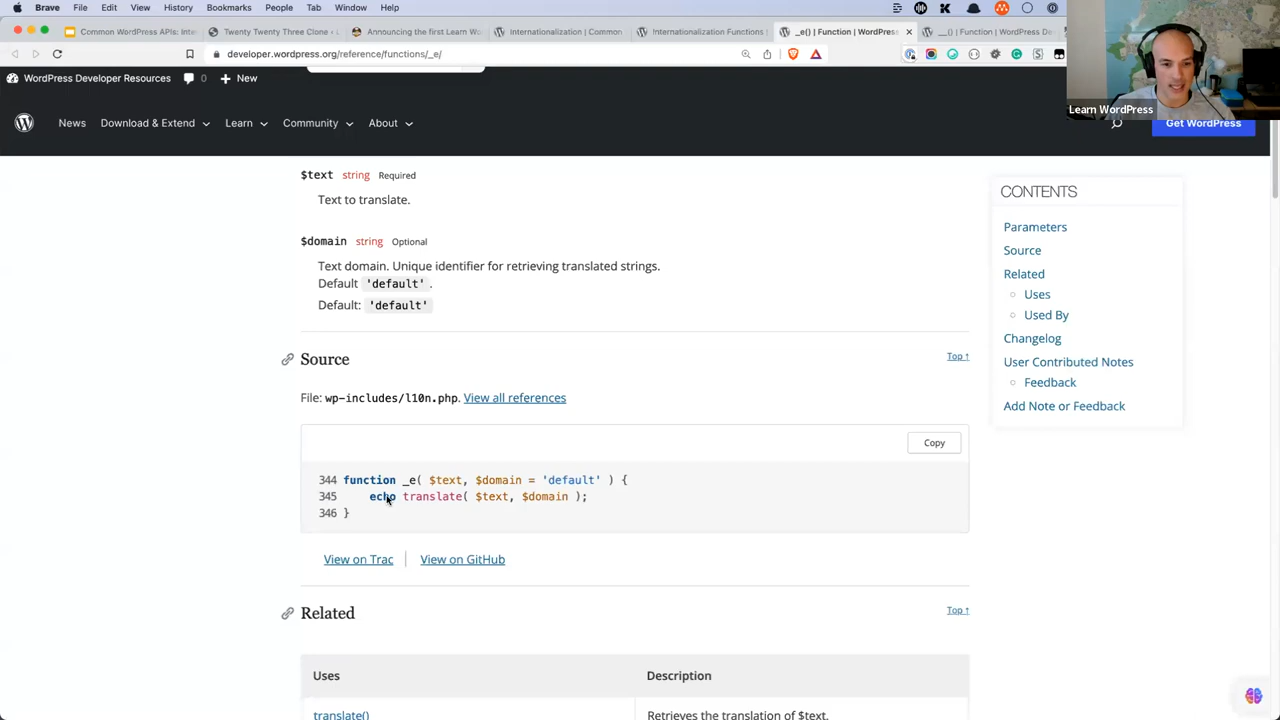 Brave File Edit View History Bookmarks People Tab Window Help
Common WordPress APIs: Inte
Twenty Twenty Three Clone ‹
Announcing the first Learn Wo
Internationalization | Common
Internationalization Functions
_e() | Function | WordPress
__() | Function | WordPress De
developer.wordpress.org/reference/functions/_e/
WordPress Developer Resources 0 New
News Download & Extend Learn Community About
Get WordPress
Learn WordPress
$text string Required
Text to translate.
$domain string Optional
Text domain. Unique identifier for retrieving translated strings.
Default 'default' .
Default: 'default'
CONTENTS
Parameters
Source
Related
Uses
Used By
Changelog
User Contributed Notes
Feedback
Add Note or Feedback
Source
Top ↑
File: wp-includes/l10n.php. View all references
Copy
344 function _e( $text, $domain = 'default' ) {
345 echo translate( $text, $domain );
346 }
View on Trac View on GitHub
Related
Top ↑
Uses Description
translate() Retrieves the translation of $text.